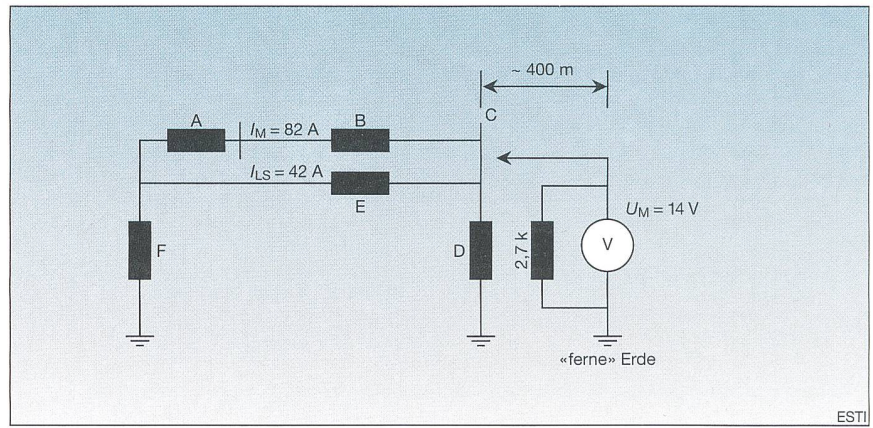 ~ 400 m
C
A
I_M = 82 A
B
I_LS = 42 A
E
U_M = 14 V
F
D
2,7 k
V
«ferne» Erde
ESTI